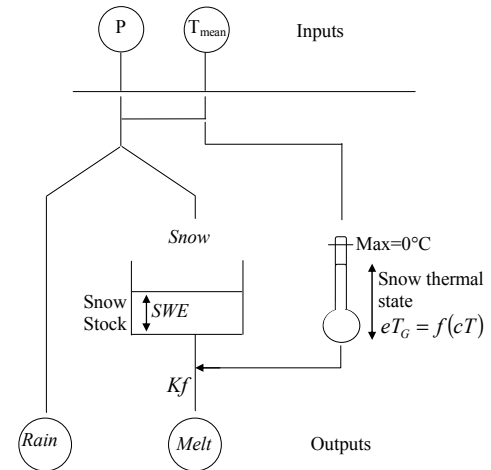 P
T_mean
Inputs
Snow
Max=0°C
Snow
Stock
SWE
Snow thermal
state
eT_G = f(cT)
Kf
Rain
Melt
Outputs